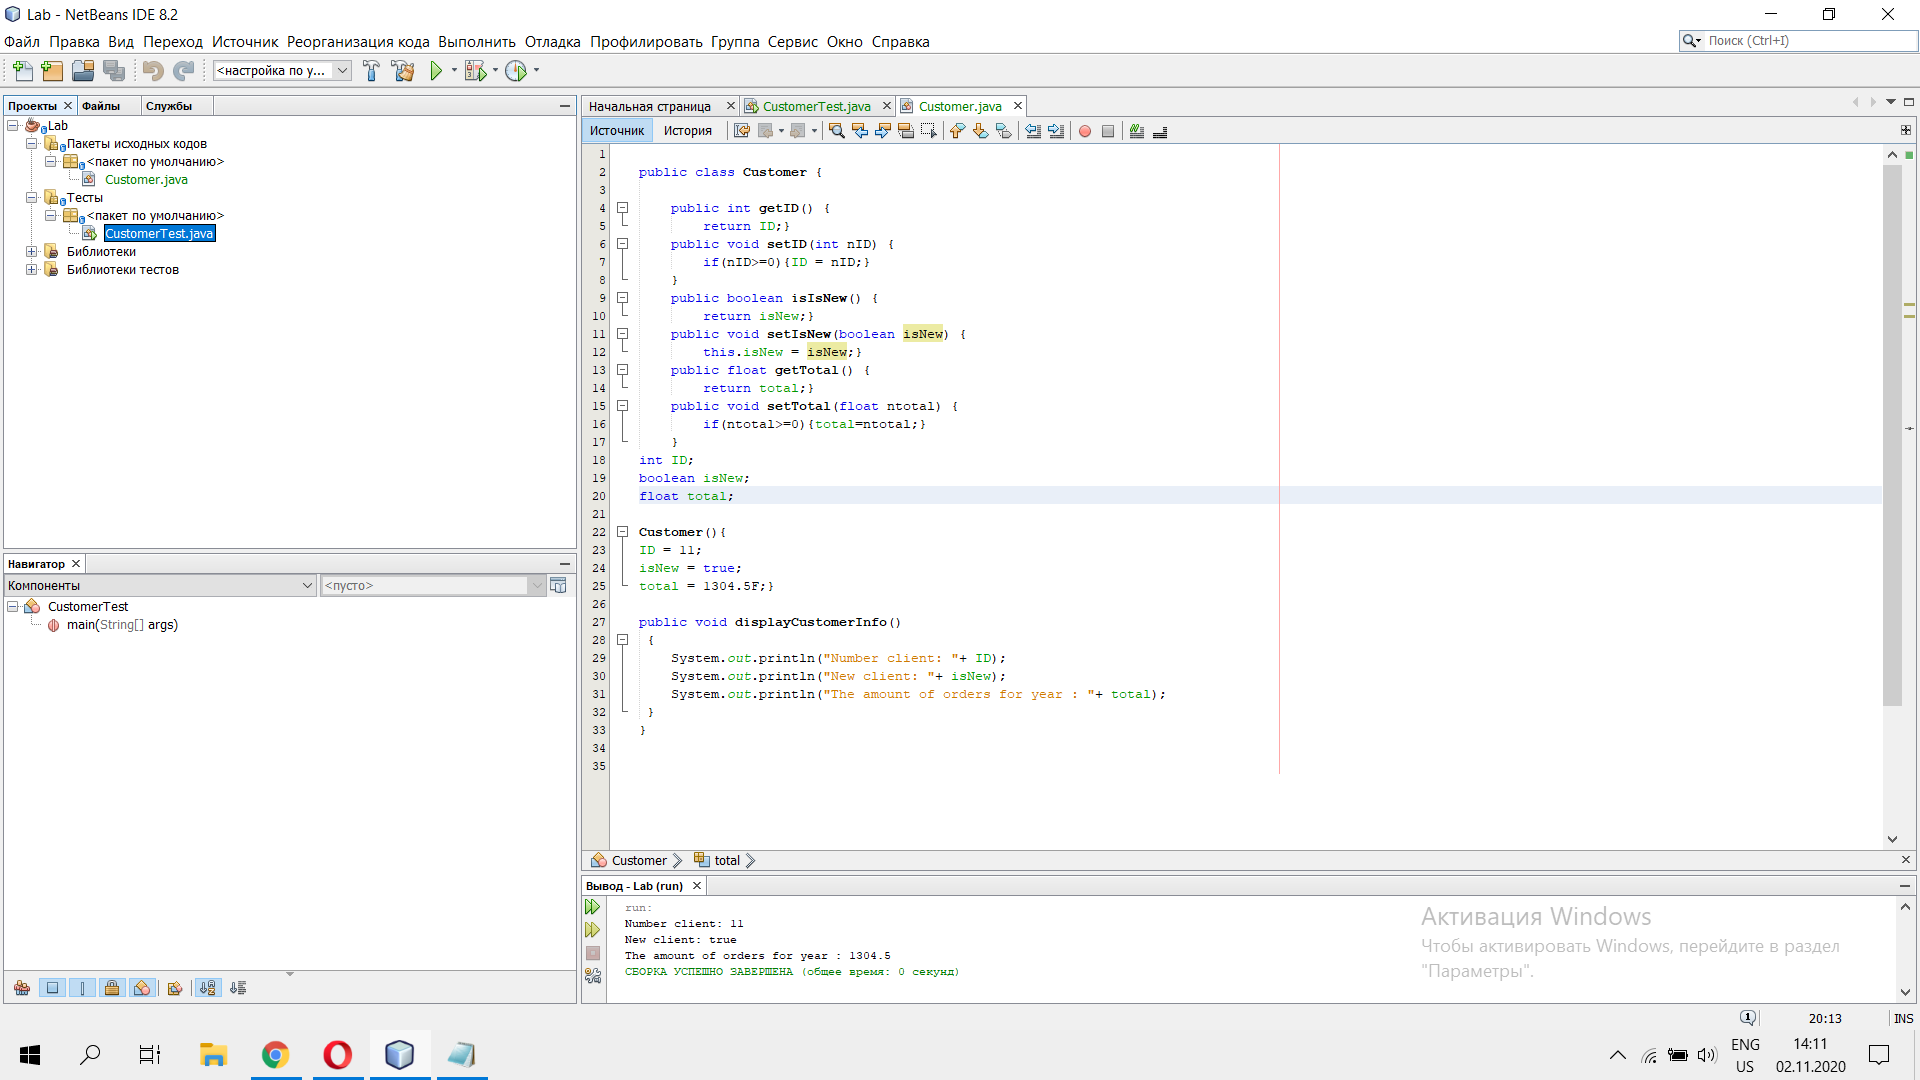 Lab - NetBeans IDE 8.2
Файл Правка Вид Переход Источник Реорганизация кода Выполнить Отладка Профилировать Группа Сервис Окно Справка
Поиск (Ctrl+I)
<настройка по у...
Проекты Файлы Службы
Lab
Пакеты исходных кодов
<пакет по умолчанию>
Customer.java
Тесты
<пакет по умолчанию>
CustomerTest.java
Библиотеки
Библиотеки тестов
Навигатор
Компоненты <пусто>
CustomerTest
main(String[] args)
Начальная страница CustomerTest.java Customer.java
Источник История
1
2 public class Customer {
3
4 public int getID() {
5 return ID;}
6 public void setID(int nID) {
7 if(nID>=0){ID = nID;}
8 }
9 public boolean isIsNew() {
10 return isNew;}
11 public void setIsNew(boolean isNew) {
12 this.isNew = isNew;}
13 public float getTotal() {
14 return total;}
15 public void setTotal(float ntotal) {
16 if(ntotal>=0){total=ntotal;}
17 }
18 int ID;
19 boolean isNew;
20 float total;
21
22 Customer(){
23 ID = 11;
24 isNew = true;
25 total = 1304.5F;}
26
27 public void displayCustomerInfo()
28 {
29 System.out.println("Number client: "+ ID);
30 System.out.println("New client: "+ isNew);
31 System.out.println("The amount of orders for year : "+ total);
32 }
33 }
34
35
Customer total
Вывод - Lab (run)
run:
Number client: 11
New client: true
The amount of orders for year : 1304.5
СБОРКА УСПЕШНО ЗАВЕРШЕНА (общее время: 0 секунд)
Активация Windows
Чтобы активировать Windows, перейдите в раздел
"Параметры".
1 20:13 INS
ENG
US
14:11
02.11.2020